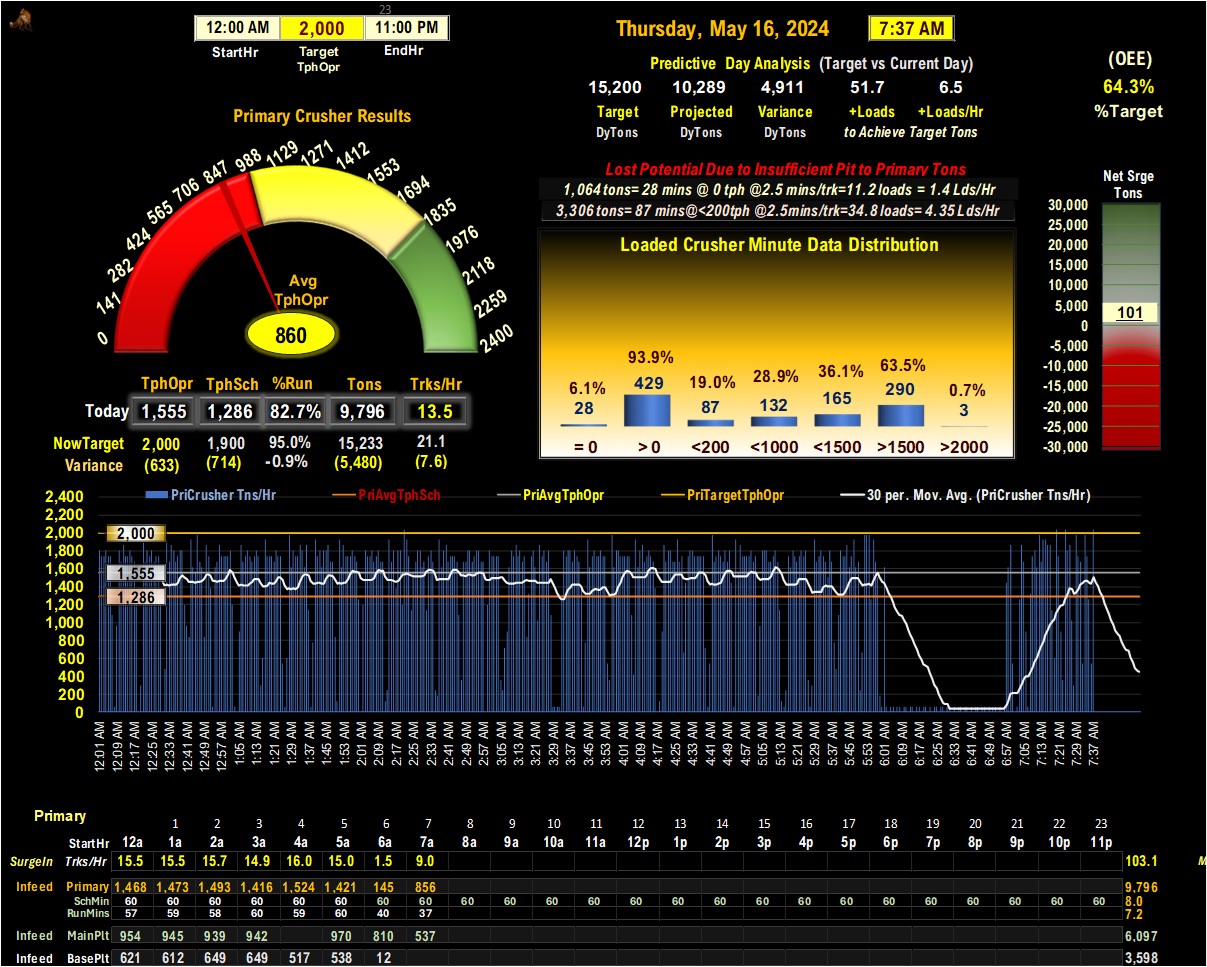 23
12:00 AM 2,000 11:00 PM
StartHr Target TphOpr EndHr
Thursday, May 16, 2024 7:37 AM
Predictive Day Analysis (Target vs Current Day)
15,200 10,289 4,911 51.7 6.5
Target Projected Variance +Loads +Loads/Hr
DyTons DyTons DyTons to Achieve Target Tons
(OEE)
64.3%
%Target
Primary Crusher Results
0 141 282 424 565 706 847 988 1129 1271 1412 1553 1694 1835 1976 2118 2259 2400
Avg
TphOpr
860
Lost Potential Due to Insufficient Pit to Primary Tons
1,064 tons= 28 mins @ 0 tph @2.5 mins/trk=11.2 loads = 1.4 Lds/Hr
3,306 tons= 87 mins@<200tph @2.5mins/trk=34.8 loads= 4.35 Lds/Hr
Loaded Crusher Minute Data Distribution
6.1% 93.9% 19.0% 28.9% 36.1% 63.5% 0.7%
28 429 87 132 165 290 3
= 0 > 0 <200 <1000 <1500 >1500 >2000
Net Srge
Tons
30,000
25,000
20,000
15,000
10,000
5,000
0
-5,000
-10,000
-15,000
-20,000
-25,000
-30,000
101
TphOpr TphSch %Run Tons Trks/Hr
Today 1,555 1,286 82.7% 9,796 13.5
NowTarget 2,000 1,900 95.0% 15,233 21.1
Variance (633) (714) -0.9% (5,480) (7.6)
PriCrusher Tns/Hr PriAvgTphSch PriAvgTphOpr PriTargetTphOpr 30 per. Mov. Avg. (PriCrusher Tns/Hr)
2,400
2,200
2,000
1,800
1,600
1,400
1,200
1,000
800
600
400
200
0
2,000
1,555
1,286
12:01 AM 12:09 AM 12:17 AM 12:25 AM 12:33 AM 12:41 AM 12:49 AM 12:57 AM 1:05 AM 1:13 AM 1:21 AM 1:29 AM 1:37 AM 1:45 AM 1:53 AM 2:01 AM 2:09 AM 2:17 AM 2:25 AM 2:33 AM 2:41 AM 2:49 AM 2:57 AM 3:05 AM 3:13 AM 3:21 AM 3:29 AM 3:37 AM 3:45 AM 3:53 AM 4:01 AM 4:09 AM 4:17 AM 4:25 AM 4:33 AM 4:41 AM 4:49 AM 4:57 AM 5:05 AM 5:13 AM 5:21 AM 5:29 AM 5:37 AM 5:45 AM 5:53 AM 6:01 AM 6:09 AM 6:17 AM 6:25 AM 6:33 AM 6:41 AM 6:49 AM 6:57 AM 7:05 AM 7:13 AM 7:21 AM 7:29 AM 7:37 AM
Primary
1 2 3 4 5 6 7 8 9 10 11 12 13 14 15 16 17 18 19 20 21 22 23
StartHr 12a 1a 2a 3a 4a 5a 6a 7a 8a 9a 10a 11a 12p 1p 2p 3p 4p 5p 6p 7p 8p 9p 10p 11p
SurgeIn Trks/Hr 15.5 15.5 15.7 14.9 16.0 15.0 1.5 9.0 103.1 M
Infeed Primary 1,468 1,473 1,493 1,416 1,524 1,421 145 856 9,796
SchMin 60 60 60 60 60 60 60 60 60 60 60 60 60 60 60 60 60 60 60 60 60 60 60 60 8.0
RunMins 57 59 58 60 59 60 40 37 7.2
Infeed MainPlt 954 945 939 942 970 810 537 6,097
Infeed BasePlt 621 612 649 649 517 538 12 3,598